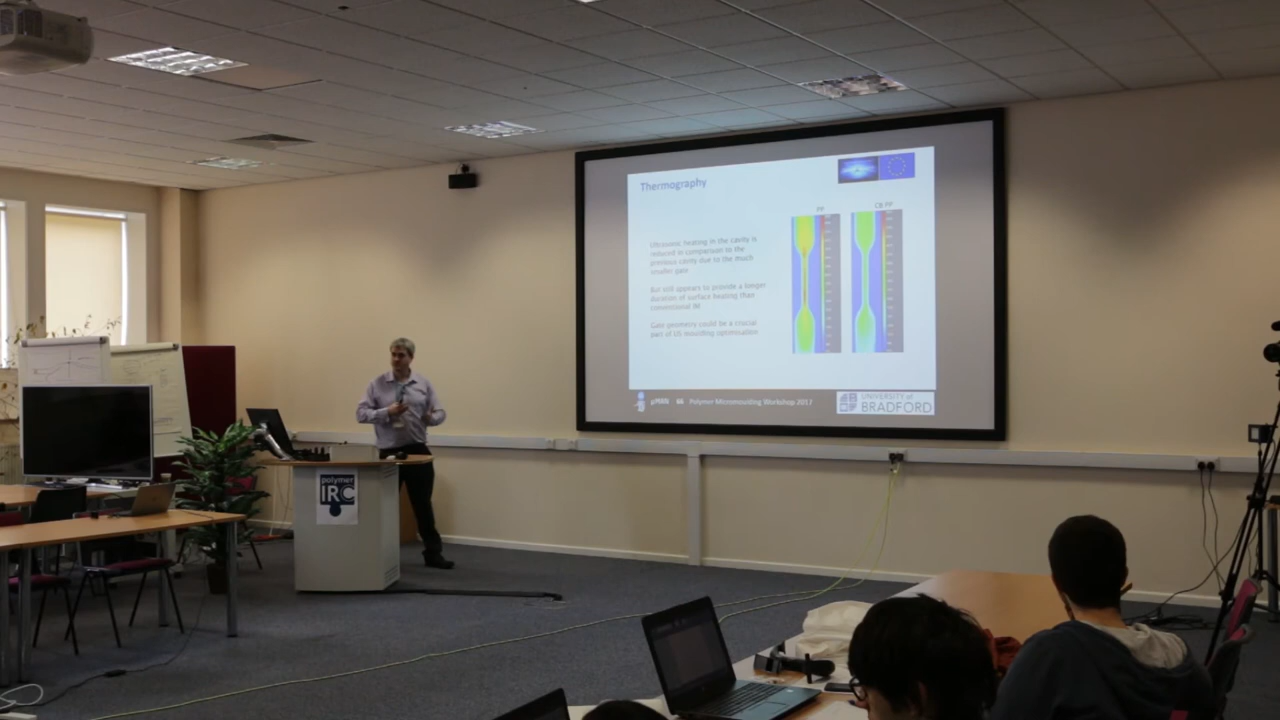 Thermography
PP
CB PP
Ultrasonic heating in the cavity is
reduced in comparison to the
previous cavity due to the much
smaller gate
But still appears to provide a longer
duration of surface heating than
conventional IM
Gate geometry could be a crucial
part of US moulding optimisation
66 Polymer Micromoulding Workshop 2017
UNIVERSITY of
BRADFORD
polymer
IRC